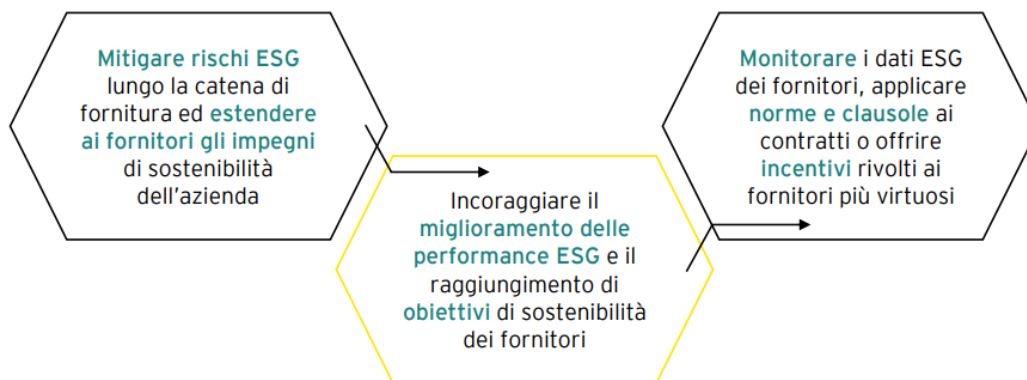 Mitigare rischi ESG
lungo la catena di
fornitura ed estendere
ai fornitori gli impegni
di sostenibilità
dell'azienda
Incoraggiare il
miglioramento delle
performance ESG e il
raggiungimento di
obiettivi di sostenibilità
dei fornitori
Monitorare i dati ESG
dei fornitori, applicare
norme e clausole ai
contratti o offrire
incentivi rivolti ai
fornitori più virtuosi